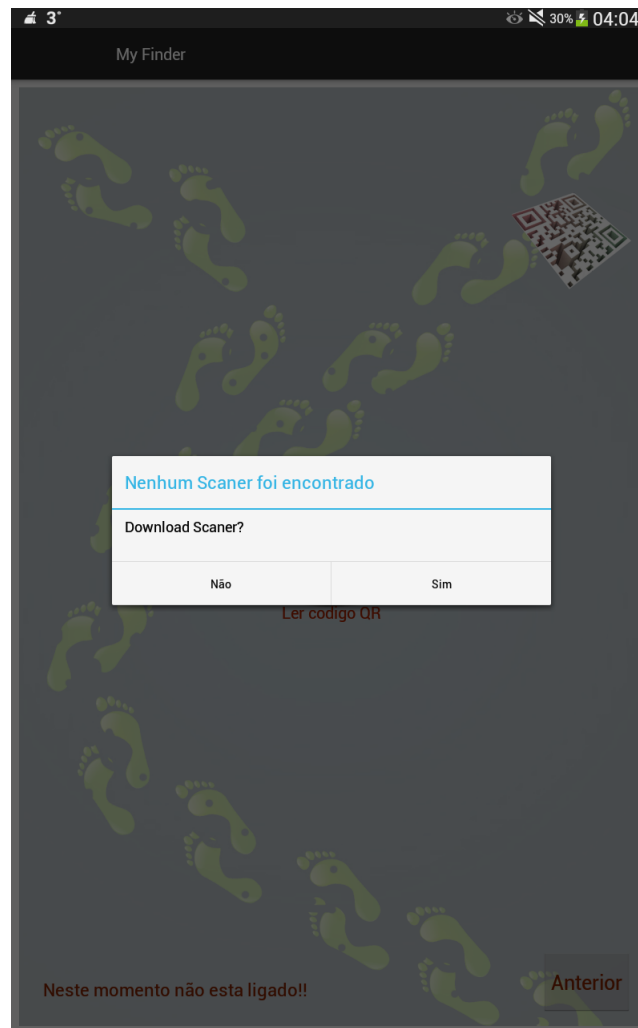 3°
30% 04:04
My Finder
Nenhum Scaner foi encontrado
Download Scaner?
Não
Sim
Ler codigo QR
Neste momento não esta ligado!!
Anterior